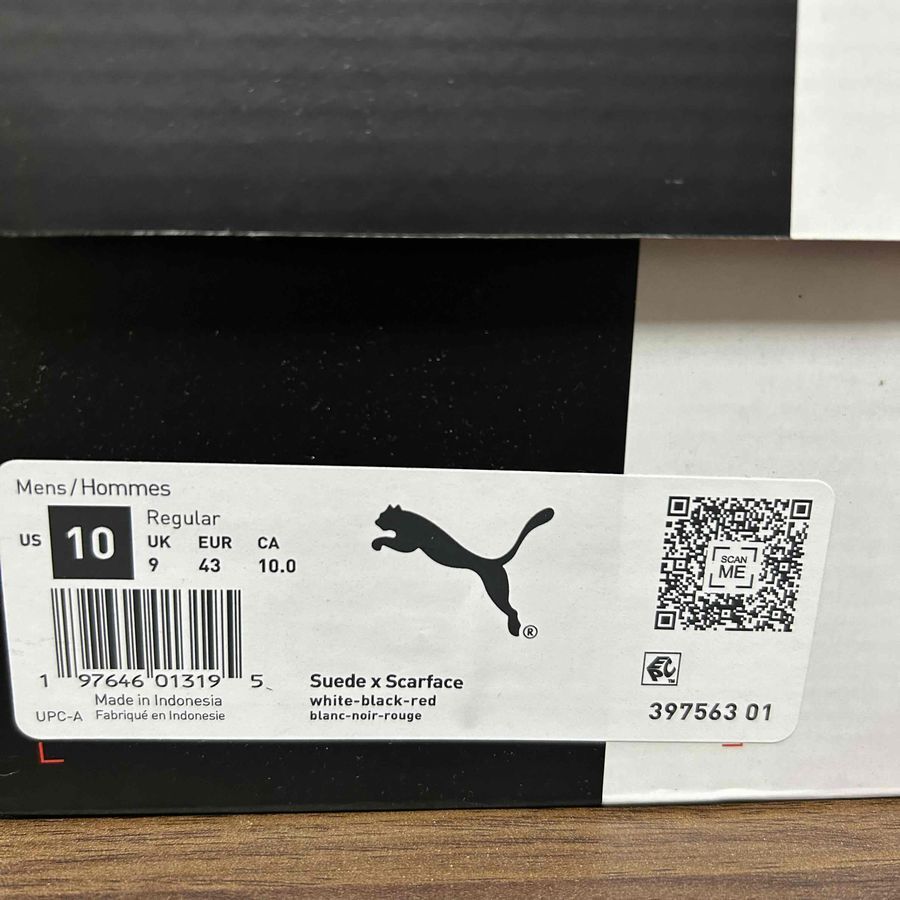 Mens/Hommes
US 10
Regular
UK EUR CA
9 43 10.0
1 97646 01319 5
Made in Indonesia
UPC-A Fabriqué en Indonesie
®
Suede x Scarface
white-black-red
blanc-noir-rouge
SCAN
ME
EPC™
397563 01